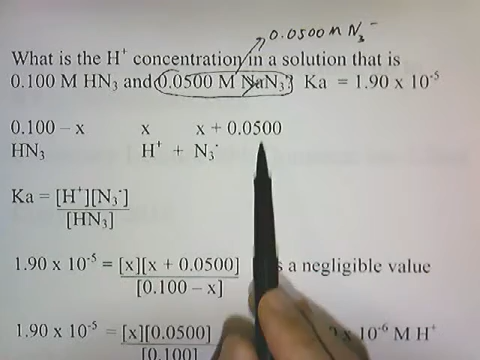 0.0500 M N₃⁻
What is the H⁺ concentration in a solution that is
0.100 M HN₃ and 0.0500 M NaN₃? Ka = 1.90 x 10⁻⁵
0.100 – x x x + 0.0500
HN₃ H⁺ + N₃⁻
Ka = [H⁺][N₃⁻]
[HN₃]
1.90 x 10⁻⁵ = [x][x + 0.0500] a negligible value
[0.100 – x]
1.90 x 10⁻⁵ = [x][0.0500] x 10⁻⁶ M H⁺
[0.100]